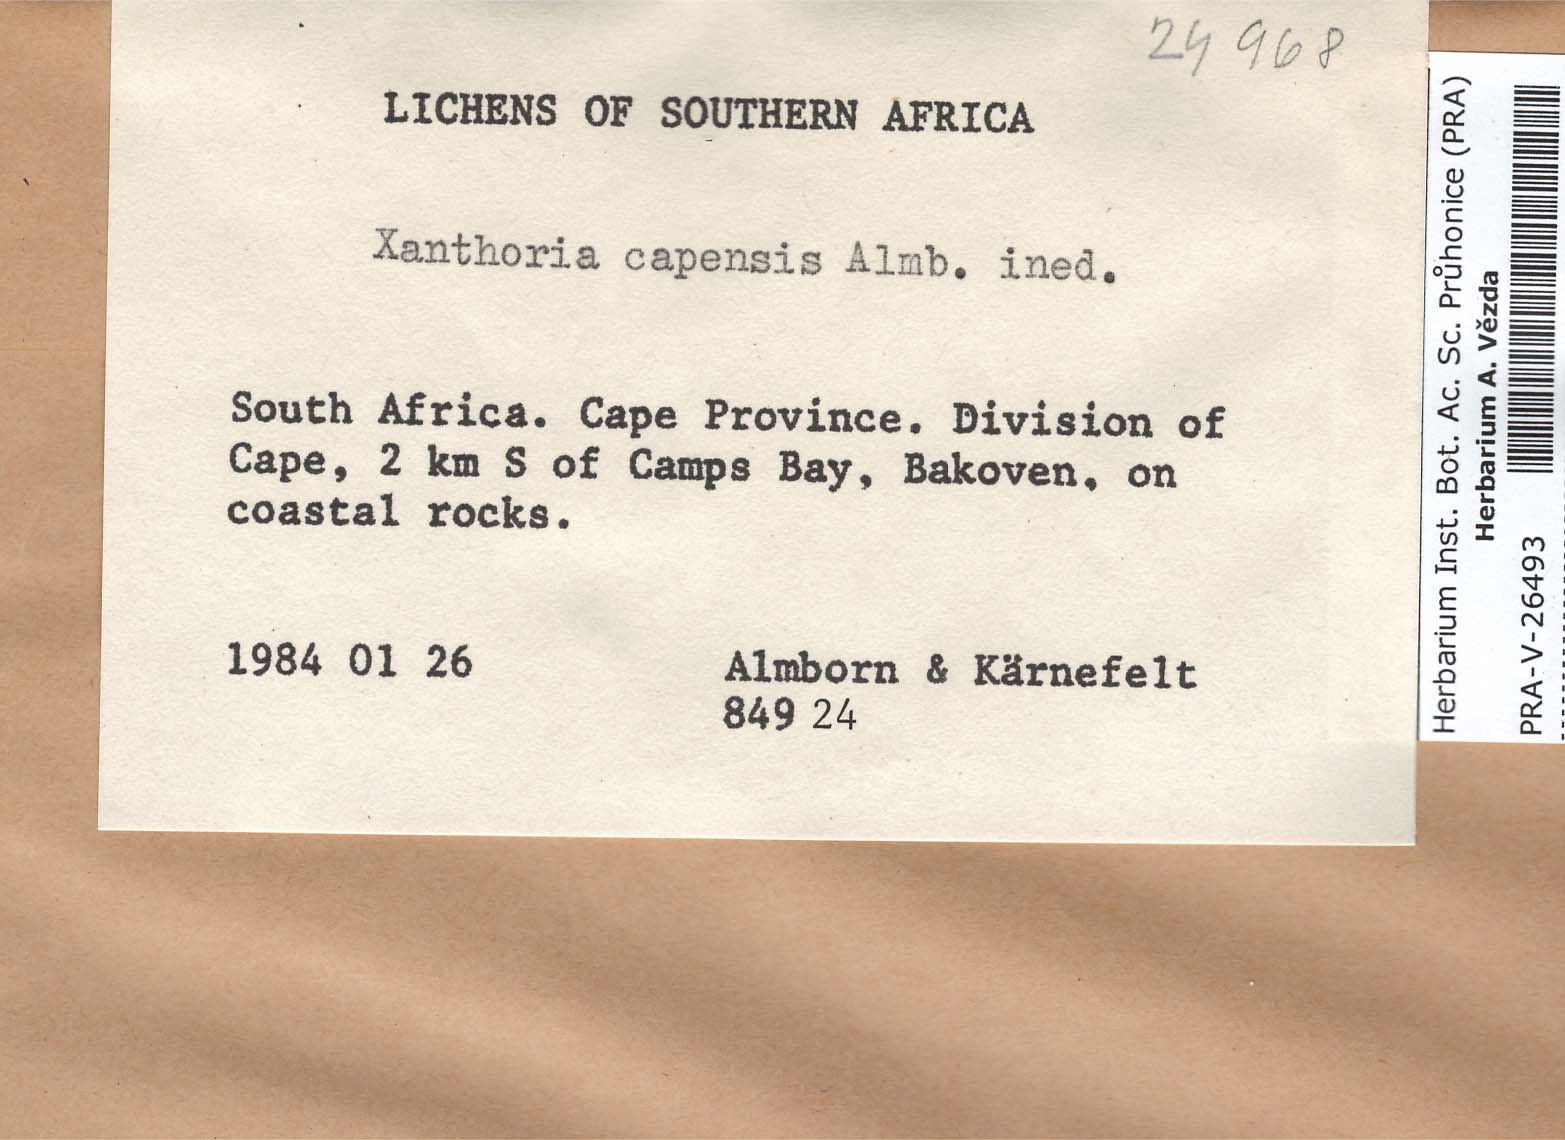 24 968
LICHENS OF SOUTHERN AFRICA
Xanthoria capensis Almb. ined.
South Africa. Cape Province. Division of
Cape, 2 km S of Camps Bay, Bakoven, on
coastal rocks.
1984 01 26
Almborn & Kärnefelt
849 24
Herbarium Inst. Bot. Ac. Sc. Průhonice (PRA)
Herbarium A. Vězda
PRA-V-26493